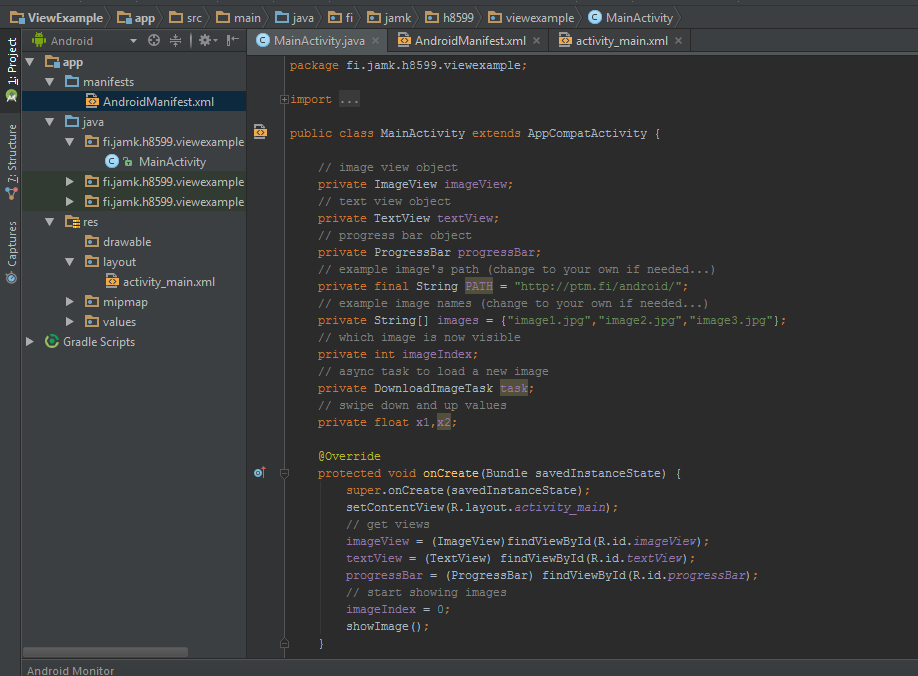 ViewExample app src main java fi jamk h8599 viewexample MainActivity
1: Project
7: Structure
Captures
Android
app
manifests
AndroidManifest.xml
java
fi.jamk.h8599.viewexample
MainActivity
fi.jamk.h8599.viewexample
fi.jamk.h8599.viewexample
res
drawable
layout
activity_main.xml
mipmap
values
Gradle Scripts
MainActivity.java AndroidManifest.xml activity_main.xml
package fi.jamk.h8599.viewexample;
import ...
public class MainActivity extends AppCompatActivity {
// image view object
private ImageView imageView;
// text view object
private TextView textView;
// progress bar object
private ProgressBar progressBar;
// example image's path (change to your own if needed...)
private final String PATH = "http://ptm.fi/android/";
// example image names (change to your own if needed...)
private String[] images = {"image1.jpg","image2.jpg","image3.jpg"};
// which image is now visible
private int imageIndex;
// async task to load a new image
private DownloadImageTask task;
// swipe down and up values
private float x1,x2;
@Override
protected void onCreate(Bundle savedInstanceState) {
super.onCreate(savedInstanceState);
setContentView(R.layout.activity_main);
// get views
imageView = (ImageView)findViewById(R.id.imageView);
textView = (TextView) findViewById(R.id.textView);
progressBar = (ProgressBar) findViewById(R.id.progressBar);
// start showing images
imageIndex = 0;
showImage();
}
Android Monitor